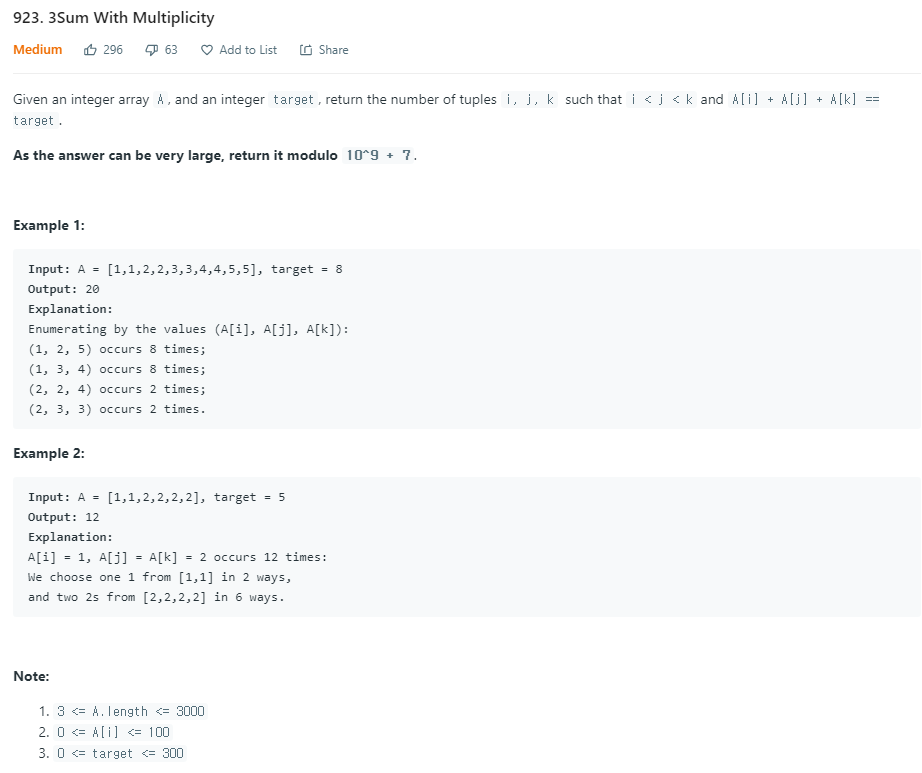 923. 3Sum With Multiplicity
Medium 296 63 Add to List Share
Given an integer array A, and an integer target, return the number of tuples i, j, k such that i < j < k and A[i] + A[j] + A[k] ==
target.
As the answer can be very large, return it modulo 10^9 + 7.
Example 1:
Input: A = [1,1,2,2,3,3,4,4,5,5], target = 8
Output: 20
Explanation:
Enumerating by the values (A[i], A[j], A[k]):
(1, 2, 5) occurs 8 times;
(1, 3, 4) occurs 8 times;
(2, 2, 4) occurs 2 times;
(2, 3, 3) occurs 2 times.
Example 2:
Input: A = [1,1,2,2,2,2], target = 5
Output: 12
Explanation:
A[i] = 1, A[j] = A[k] = 2 occurs 12 times:
We choose one 1 from [1,1] in 2 ways,
and two 2s from [2,2,2,2] in 6 ways.
Note:
1. 3 <= A.length <= 3000
2. 0 <= A[i] <= 100
3. 0 <= target <= 300